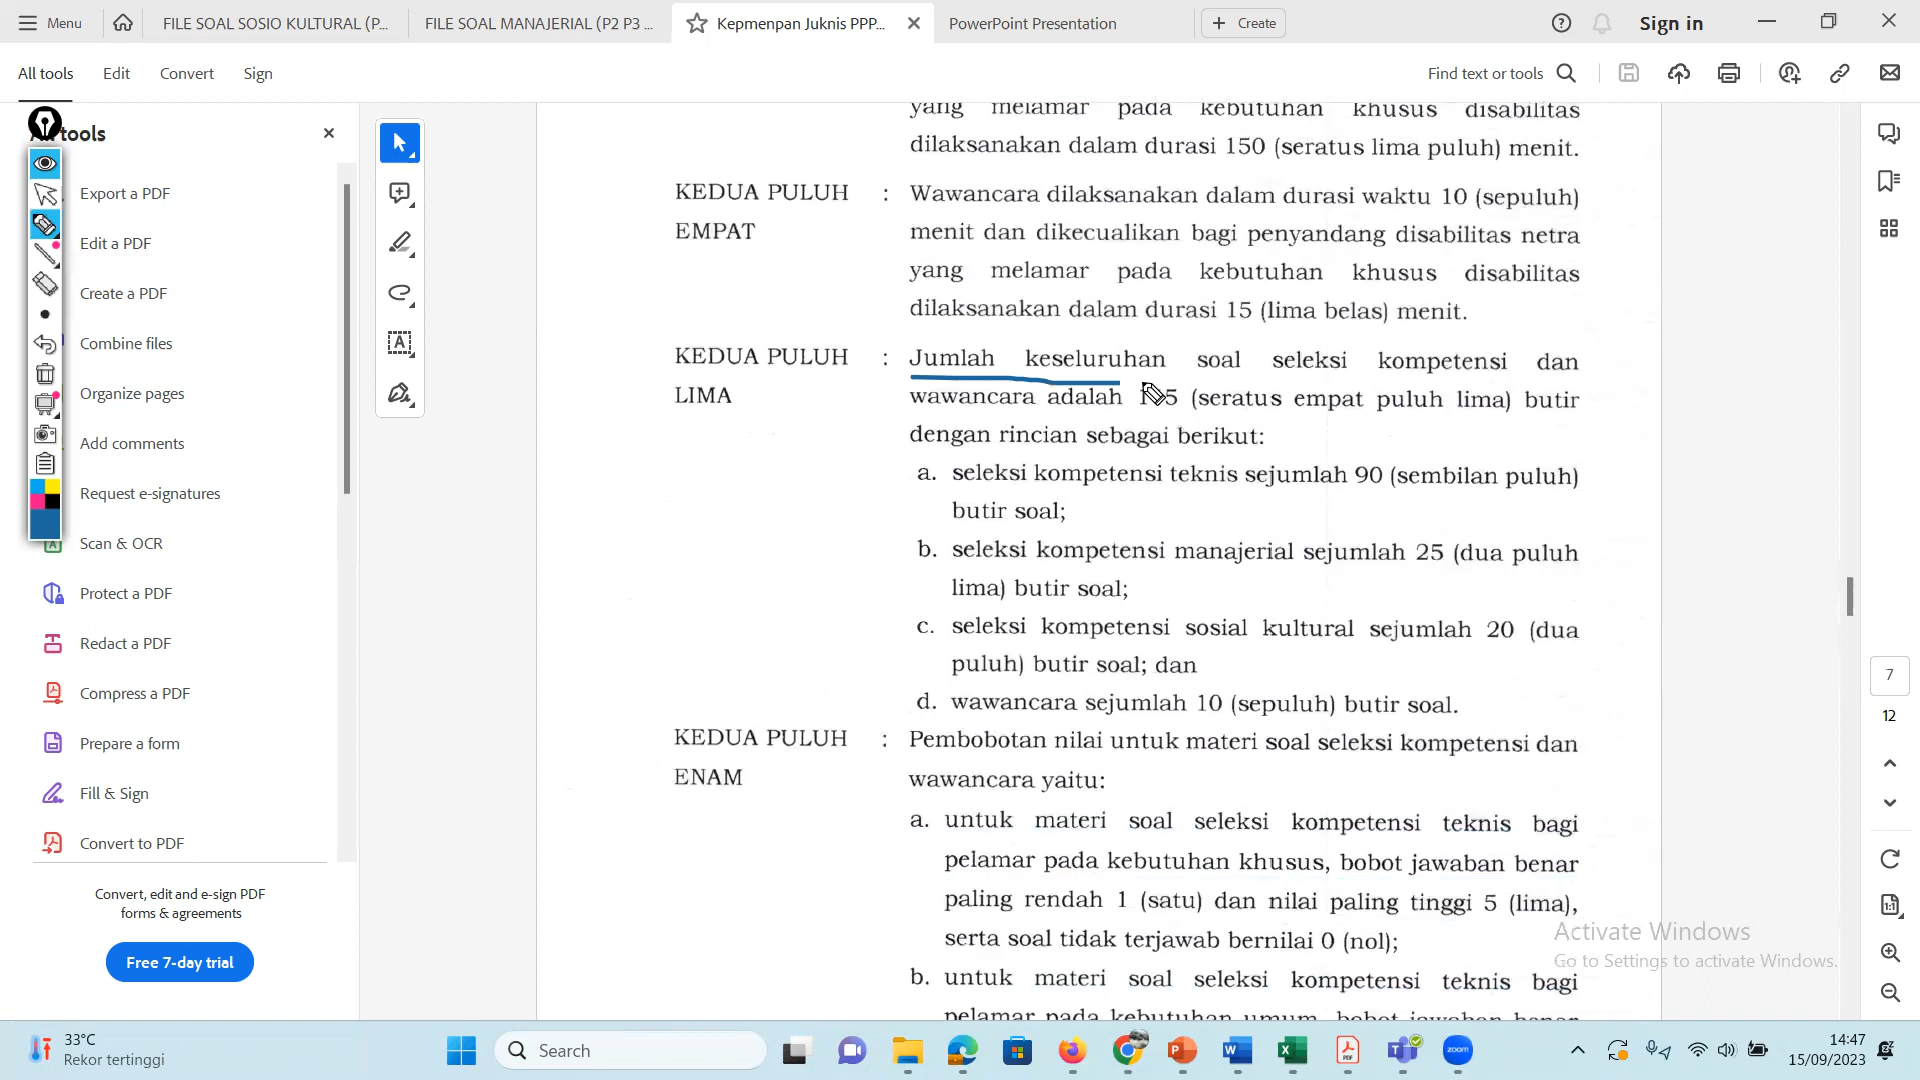 Menu
FILE SOAL SOSIO KULTURAL (P...
FILE SOAL MANAJERIAL (P2 P3 ...
Kepmenpan Juknis PPP...
PowerPoint Presentation
Create
Sign in
All tools
Edit
Convert
Sign
Find text or tools
tools
Export a PDF
Edit a PDF
Create a PDF
Combine files
Organize pages
Add comments
Request e-signatures
Scan & OCR
Protect a PDF
Redact a PDF
Compress a PDF
Prepare a form
Fill & Sign
Convert to PDF
Convert, edit and e-sign PDF
forms & agreements
Free 7-day trial
yang melamar pada kebutuhan khusus disabilitas
dilaksanakan dalam durasi 150 (seratus lima puluh) menit.
KEDUA PULUH : Wawancara dilaksanakan dalam durasi waktu 10 (sepuluh)
EMPAT menit dan dikecualikan bagi penyandang disabilitas netra
yang melamar pada kebutuhan khusus disabilitas
dilaksanakan dalam durasi 15 (lima belas) menit.
KEDUA PULUH : Jumlah keseluruhan soal seleksi kompetensi dan
LIMA wawancara adalah (seratus empat puluh lima) butir
dengan rincian sebagai berikut:
a. seleksi kompetensi teknis sejumlah 90 (sembilan puluh)
butir soal;
b. seleksi kompetensi manajerial sejumlah 25 (dua puluh
lima) butir soal;
c. seleksi kompetensi sosial kultural sejumlah 20 (dua
puluh) butir soal; dan
d. wawancara sejumlah 10 (sepuluh) butir soal.
KEDUA PULUH : Pembobotan nilai untuk materi soal seleksi kompetensi dan
ENAM wawancara yaitu:
a. untuk materi soal seleksi kompetensi teknis bagi
pelamar pada kebutuhan khusus, bobot jawaban benar
paling rendah 1 (satu) dan nilai paling tinggi 5 (lima),
serta soal tidak terjawab bernilai 0 (nol);
b. untuk materi soal seleksi kompetensi teknis bagi
pelamar pada kebutuhan umum, bobot jawaban benar
7
12
Activate Windows
Go to Settings to activate Windows.
33°C
Rekor tertinggi
Search
zoom
14:47
15/09/2023